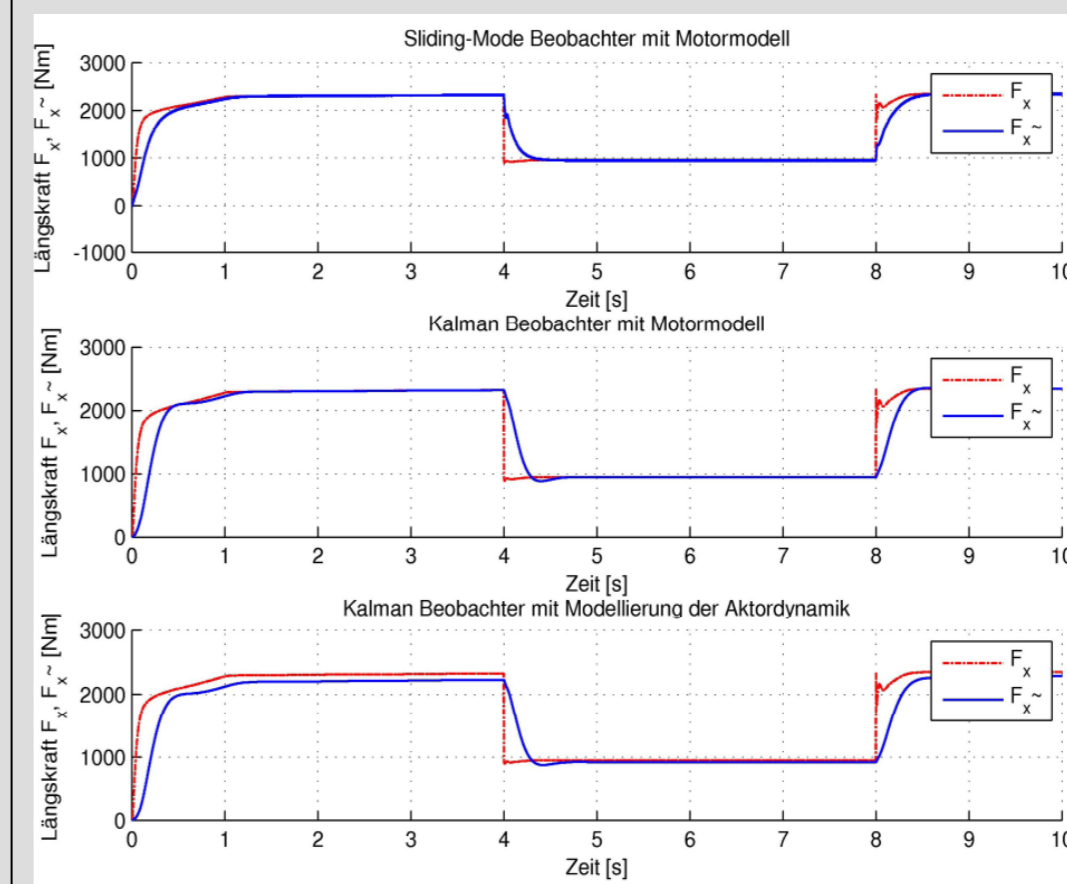 Sliding-Mode Beobachter mit Motormodell
Längskraft F_x, F_x~ [Nm]
3000
2000
1000
0
-1000
F_x
F_x~
0 1 2 3 4 5 6 7 8 9 10
Zeit [s]
Kalman Beobachter mit Motormodell
Längskraft F_x, F_x~ [Nm]
3000
2000
1000
0
F_x
F_x~
0 1 2 3 4 5 6 7 8 9 10
Zeit [s]
Kalman Beobachter mit Modellierung der Aktordynamik
Längskraft F_x, F_x~ [Nm]
3000
2000
1000
0
F_x
F_x~
0 1 2 3 4 5 6 7 8 9 10
Zeit [s]